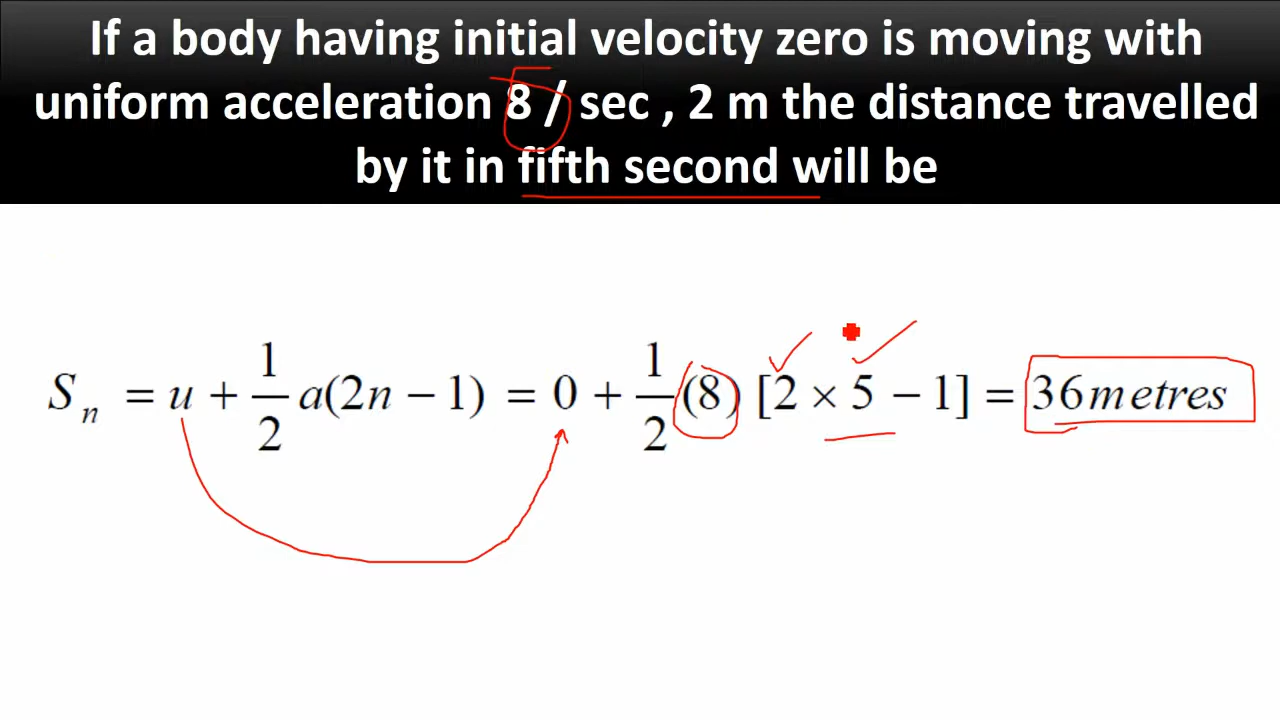 If a body having initial velocity zero is moving with
uniform acceleration 8 / sec , 2 m the distance travelled
by it in fifth second will be
S_n = u + \frac{1}{2} a(2n − 1) = 0 + \frac{1}{2} (8) [2 × 5 − 1] = 36 metres